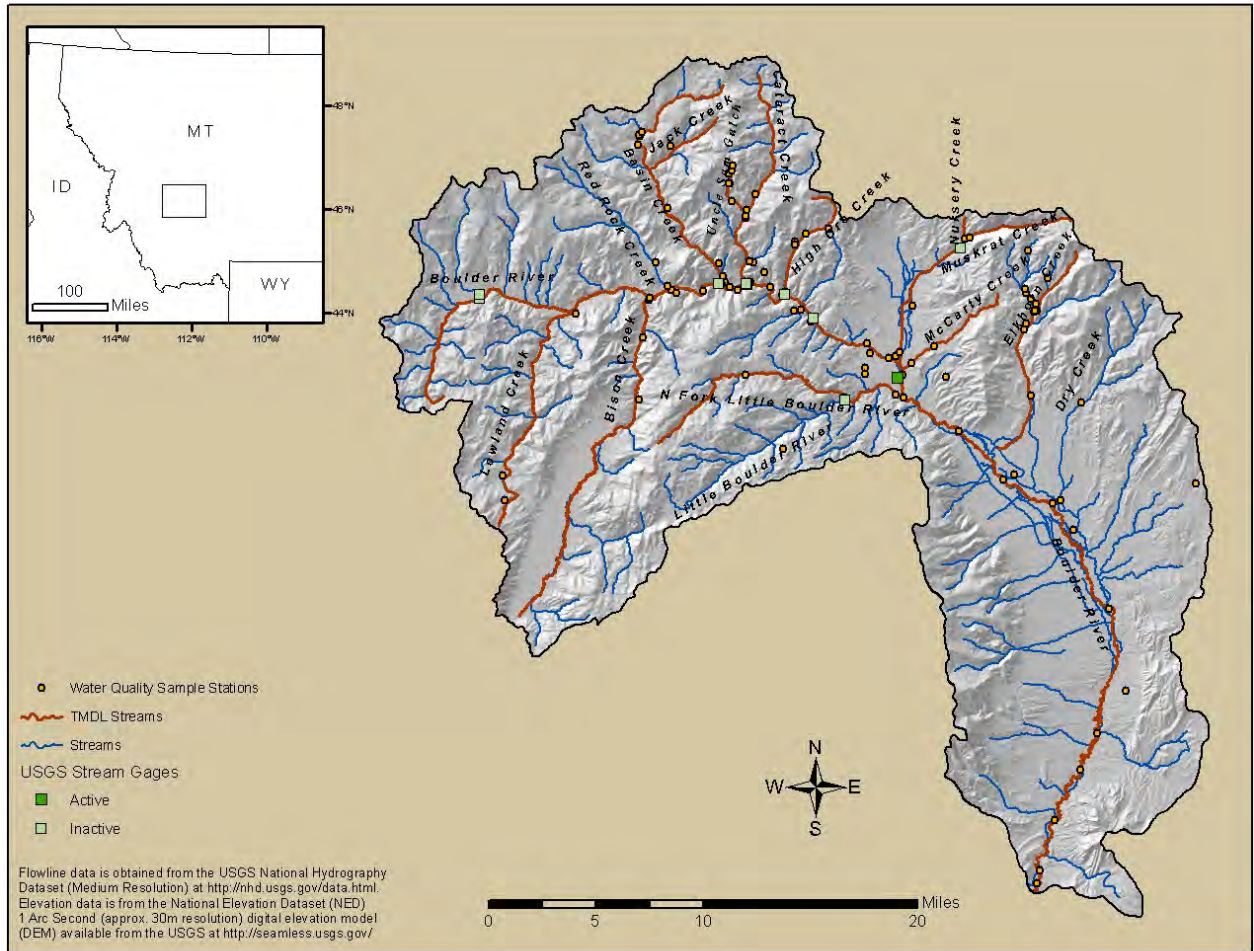 MT
ID
WY
100
Miles
48°N
46°N
44°N
116°W
114°W
112°W
110°W
Cataract Creek
Jack Creek
Uncle Sam Gulch
Basin Creek
Red Rock Creek
High Ore Creek
Nursery Creek
Muskrat Creek
McCarty Creek
Elkhorn Creek
Dry Creek
Boulder River
Lowland Creek
Bison Creek
N Fork Little Boulder River
Little Boulder River
Boulder River
Water Quality Sample Stations
TMDL Streams
Streams
USGS Stream Gages
Active
Inactive
N
W
E
S
Flowline data is obtained from the USGS National Hydrography
Dataset (Medium Resolution) at http://nhd.usgs.gov/data.html.
Elevation data is from the National Elevation Dataset (NED)
1 Arc Second (approx. 30m resolution) digital elevation model
(DEM) available from the USGS at http://seamless.usgs.gov/
Miles
0 5 10 20